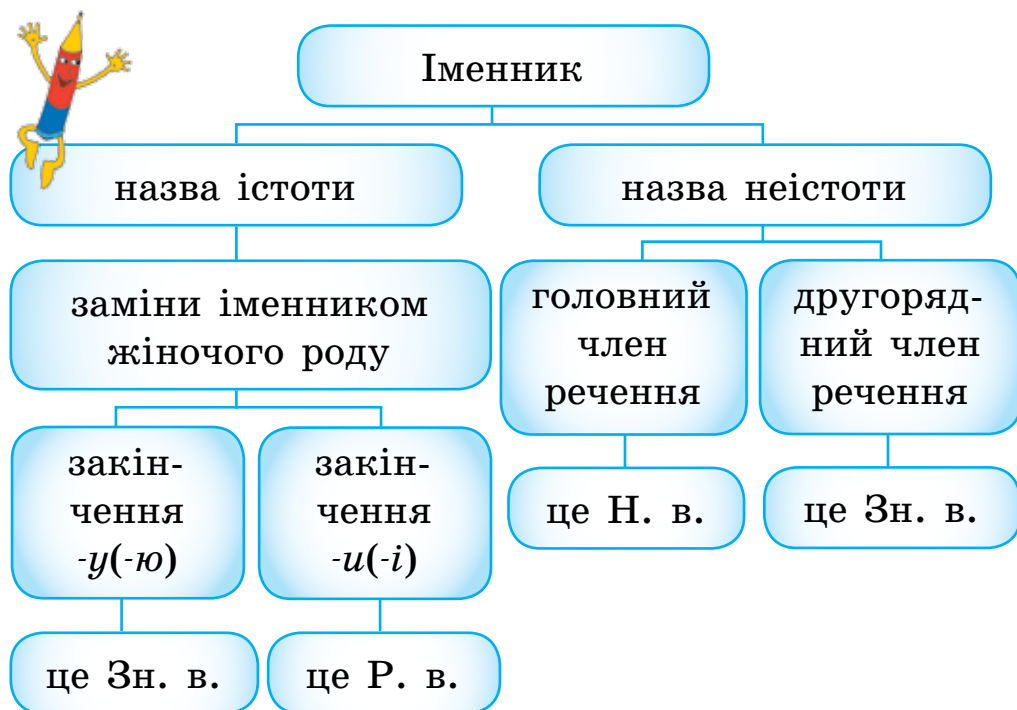 Іменник
назва істоти
назва неістоти
заміни іменником
жіночого роду
головний
член
речення
другоряд-
ний член
речення
закін-
чення
-у(-ю)
закін-
чення
-и(-і)
це Н. в.
це Зн. в.
це Зн. в.
це Р. в.